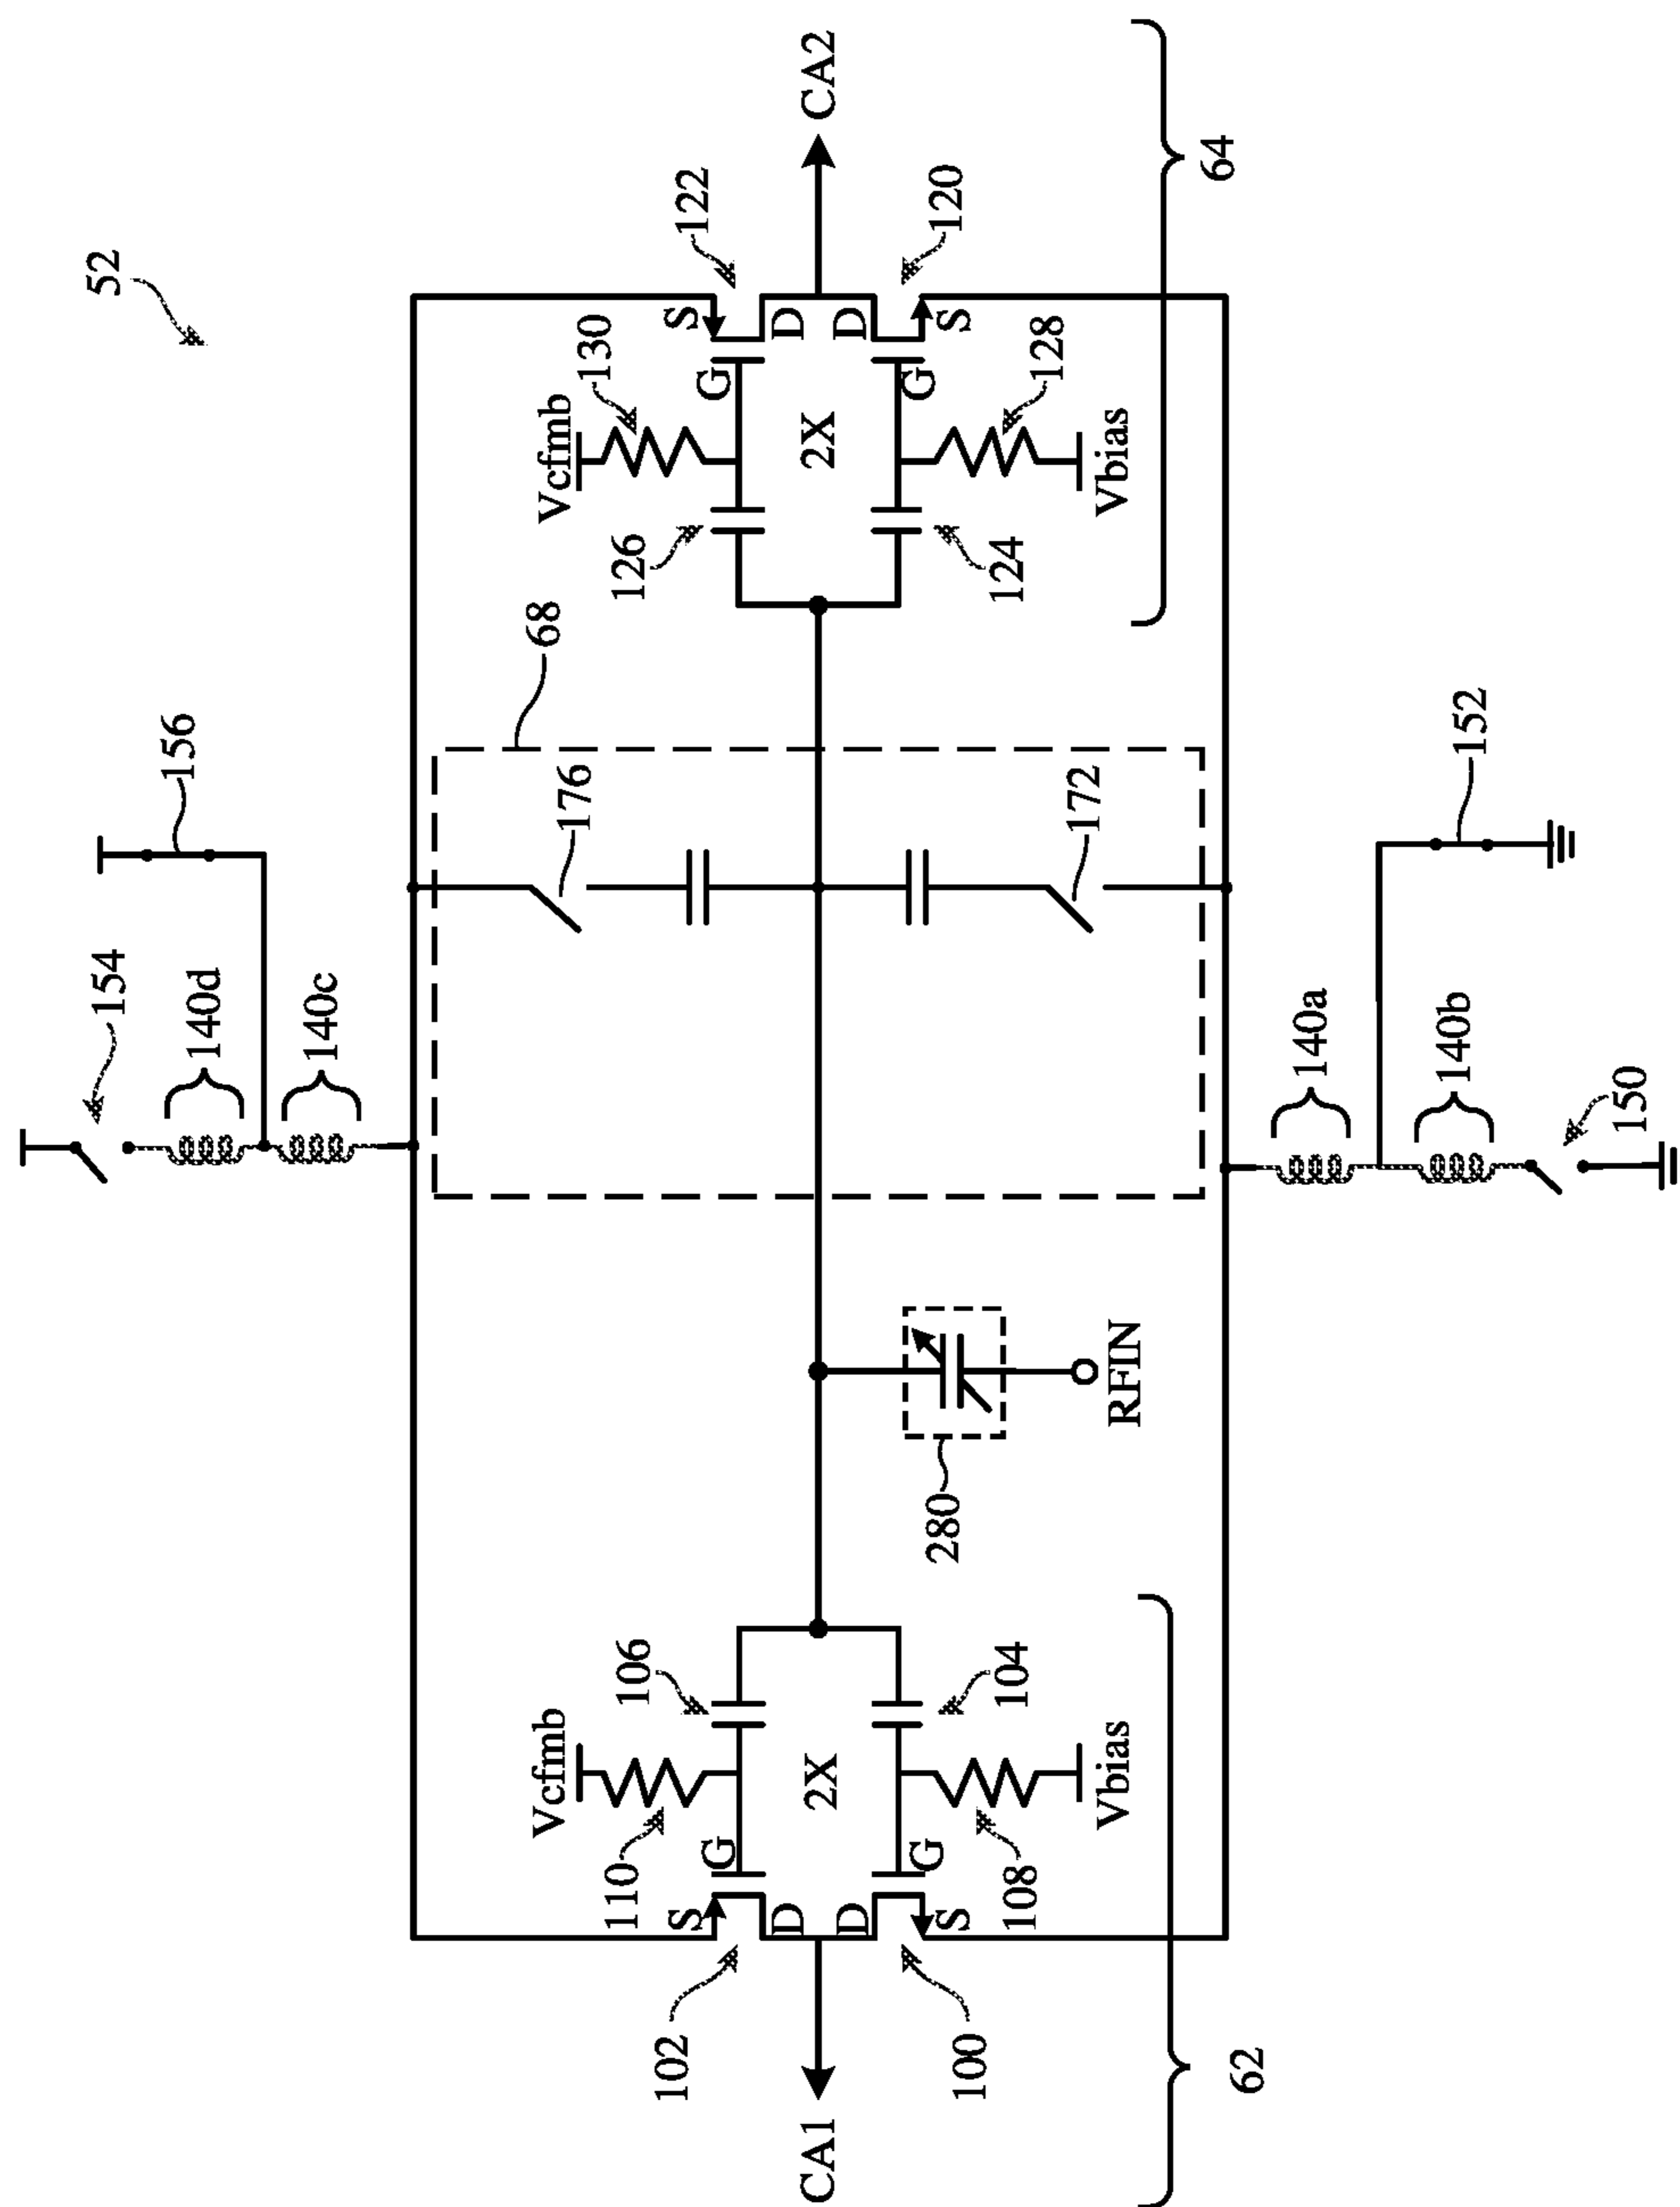 52
154
156
140d
140c
68
176
172
Vcfmb
110
106
102
S
G
D
2X
D
G
S
100
108
104
Vbias
CA1
62
280
RFIN
Vcfmb
130
126
122
S
G
D
2X
D
G
S
120
128
124
Vbias
CA2
64
140a
140b
150
152